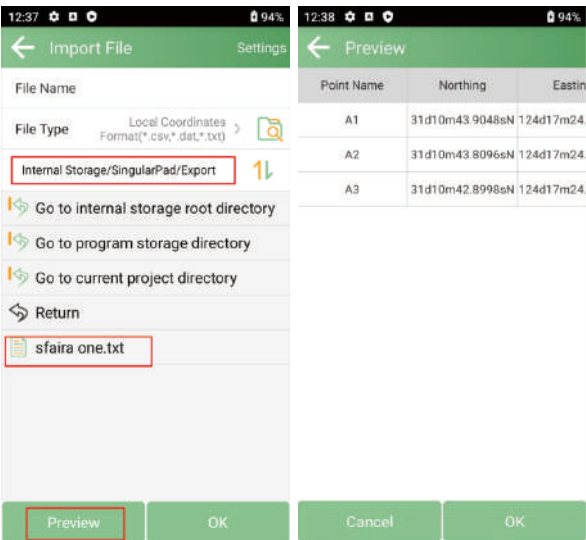 12:37 94%
Import File Settings
File Name
File Type Local Coordinates
Format(*.csv,*.dat,*.txt)
Internal Storage/SingularPad/Export
Go to internal storage root directory
Go to program storage directory
Go to current project directory
Return
sfaira one.txt
Preview OK
12:38 94%
Preview
Point Name Northing Eastin
A1 31d10m43.9048sN 124d17m24.
A2 31d10m43.8096sN 124d17m24.
A3 31d10m42.8998sN 124d17m24.
Cancel OK